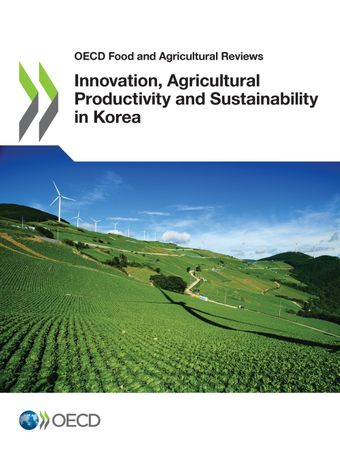 OECD Food and Agricultural Reviews
Innovation, Agricultural
Productivity and Sustainability
in Korea
OECD